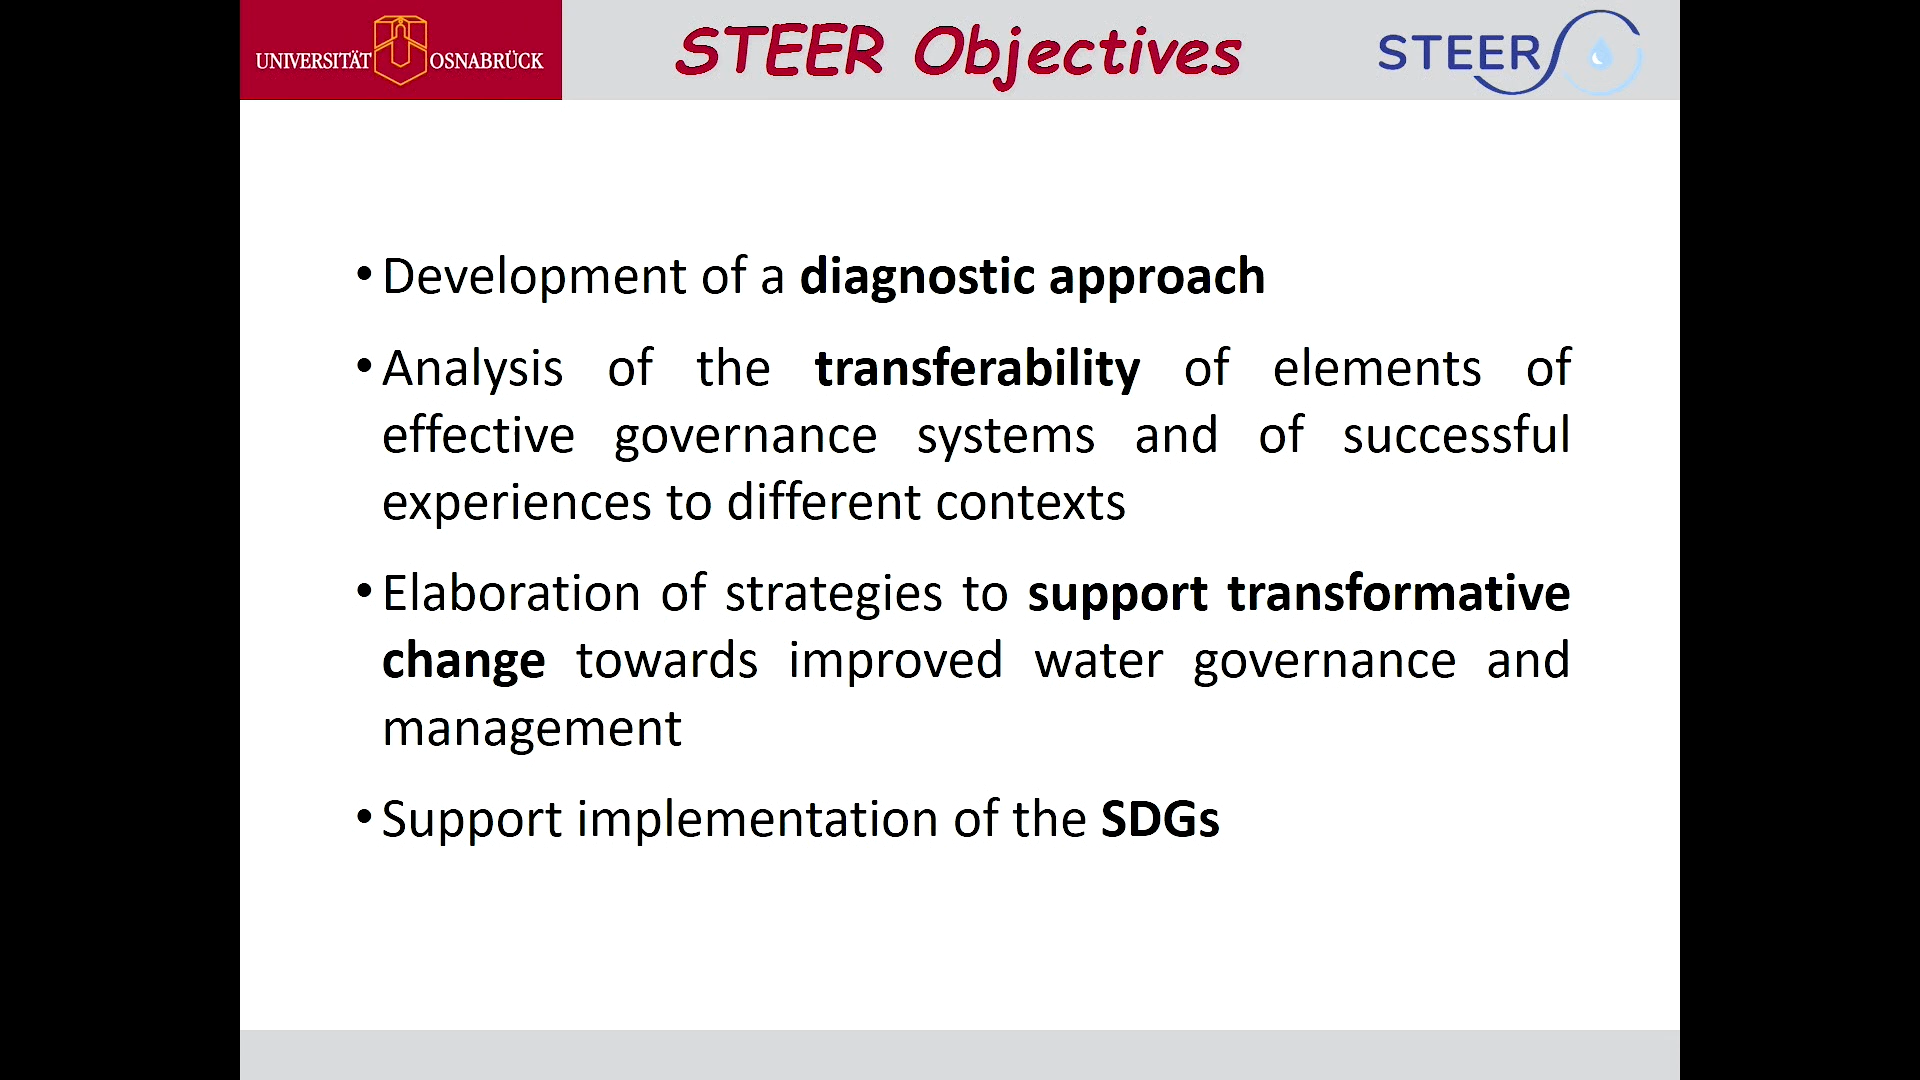 UNIVERSITÄT OSNABRÜCK
STEER Objectives
STEER
• Development of a diagnostic approach
• Analysis of the transferability of elements of
effective governance systems and of successful
experiences to different contexts
• Elaboration of strategies to support transformative
change towards improved water governance and
management
• Support implementation of the SDGs